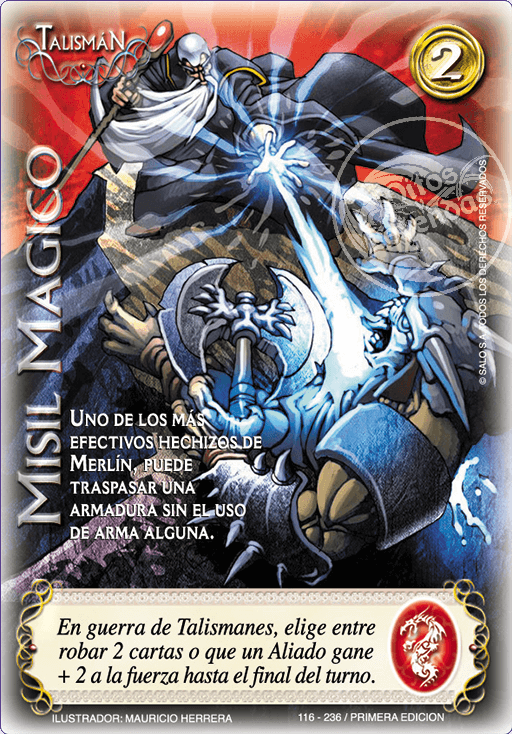 TALISMÁN
2
MISIL MAGICO
UNO DE LOS MÁS
EFECTIVOS HECHIZOS DE
MERLÍN, PUEDE
TRASPASAR UNA
ARMADURA SIN EL USO
DE ARMA ALGUNA.
En guerra de Talismanes, elige entre
robar 2 cartas o que un Aliado gane
+ 2 a la fuerza hasta el final del turno.
ILUSTRADOR: MAURICIO HERRERA
116 - 236 / PRIMERA EDICION
© SALO S.A. TODOS LOS DERECHOS RESERVADOS